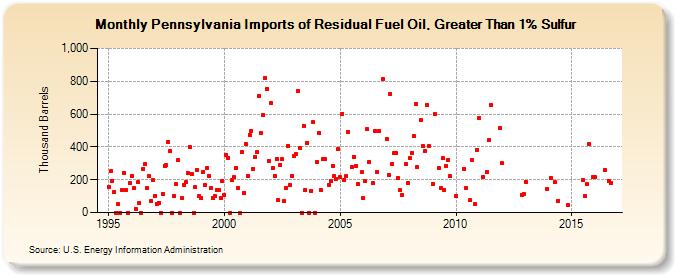 Monthly Pennsylvania Imports of Residual Fuel Oil, Greater Than 1% Sulfur
Thousand Barrels
1,000
800
600
400
200
0
1995 2000 2005 2010 2015
Source: U.S. Energy Information Administration